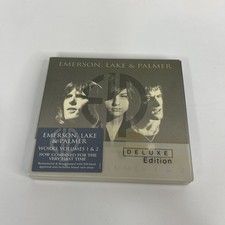 EMERSON, LAKE & PALMER
EMERSON, LAKE
& PALMER
WORKS VOLUMES 1 & 2
NOW COMBINED FOR THE
VERY FIRST TIME
DELUXE
Edition